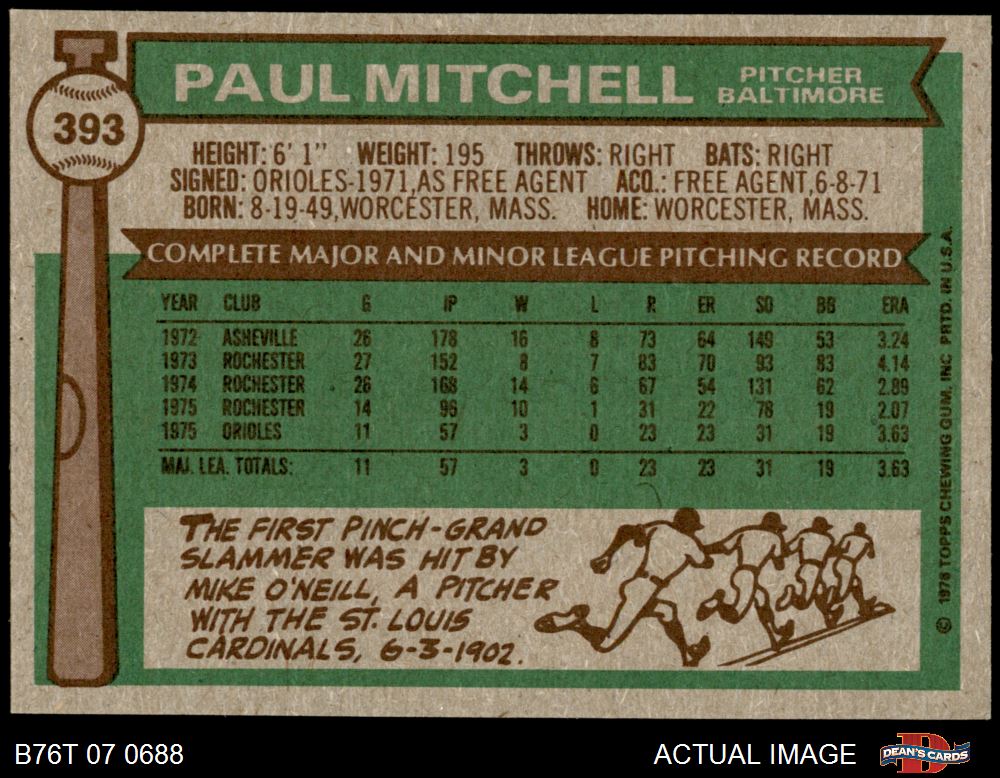 393
PAUL MITCHELL
PITCHER
BALTIMORE
HEIGHT: 6' 1" WEIGHT: 195 THROWS: RIGHT BATS: RIGHT
SIGNED: ORIOLES-1971,AS FREE AGENT ACQ.: FREE AGENT,6-8-71
BORN: 8-19-49,WORCESTER, MASS. HOME: WORCESTER, MASS.
COMPLETE MAJOR AND MINOR LEAGUE PITCHING RECORD
YEAR CLUB G IP W L R ER SO BB ERA
1972 ASHEVILLE 26 178 16 8 73 64 149 53 3.24
1973 ROCHESTER 27 152 8 7 83 70 93 83 4.14
1974 ROCHESTER 26 168 14 6 67 54 131 62 2.89
1975 ROCHESTER 14 96 10 1 31 22 78 19 2.07
1975 ORIOLES 11 57 3 0 23 23 31 19 3.63
MAJ. LEA. TOTALS: 11 57 3 0 23 23 31 19 3.63
THE FIRST PINCH-GRAND
SLAMMER WAS HIT BY
MIKE O'NEILL, A PITCHER
WITH THE ST. LOUIS
CARDINALS, 6-3-1902.
© 1976 TOPPS CHEWING GUM, INC PRTD. IN U.S.A.
B76T 07 0688
ACTUAL IMAGE
DEAN'S CARDS